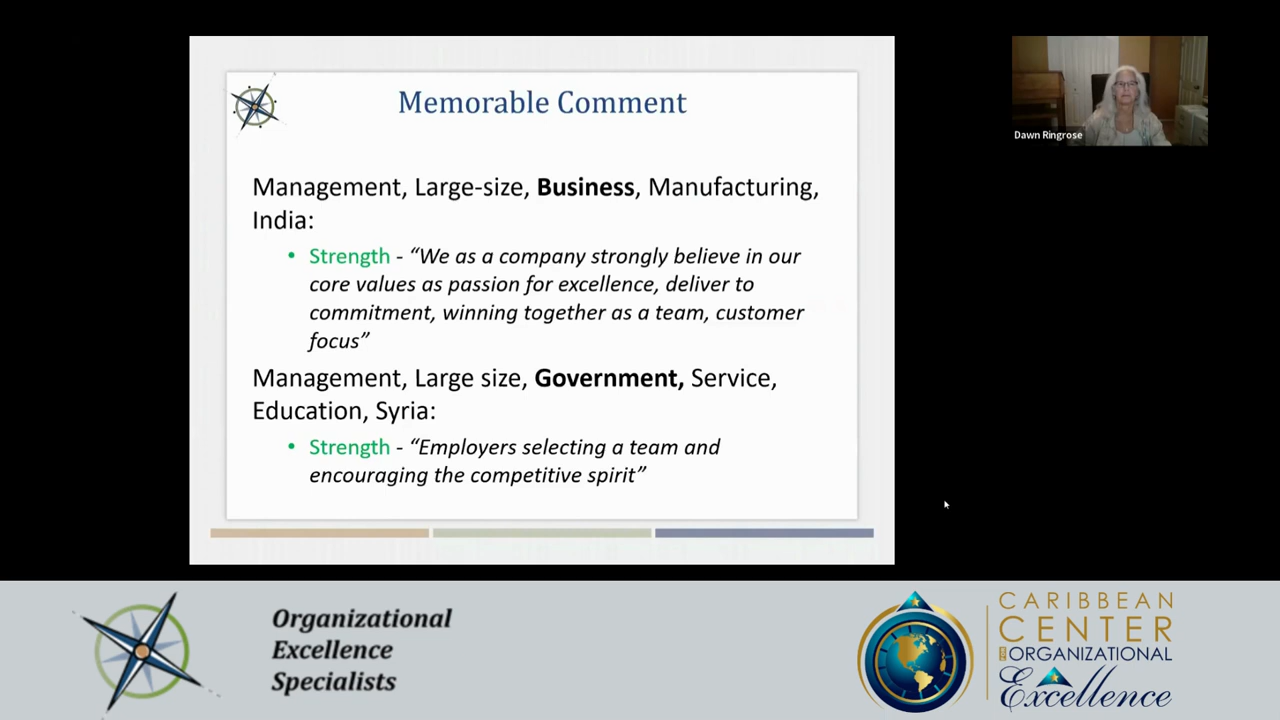 Memorable Comment
Management, Large-size, Business, Manufacturing,
India:
• Strength - “We as a company strongly believe in our
core values as passion for excellence, deliver to
commitment, winning together as a team, customer
focus”
Management, Large size, Government, Service,
Education, Syria:
• Strength - “Employers selecting a team and
encouraging the competitive spirit”
Dawn Ringrose
Organizational
Excellence
Specialists
CARIBBEAN
CENTER
FOR ORGANIZATIONAL
Excellence